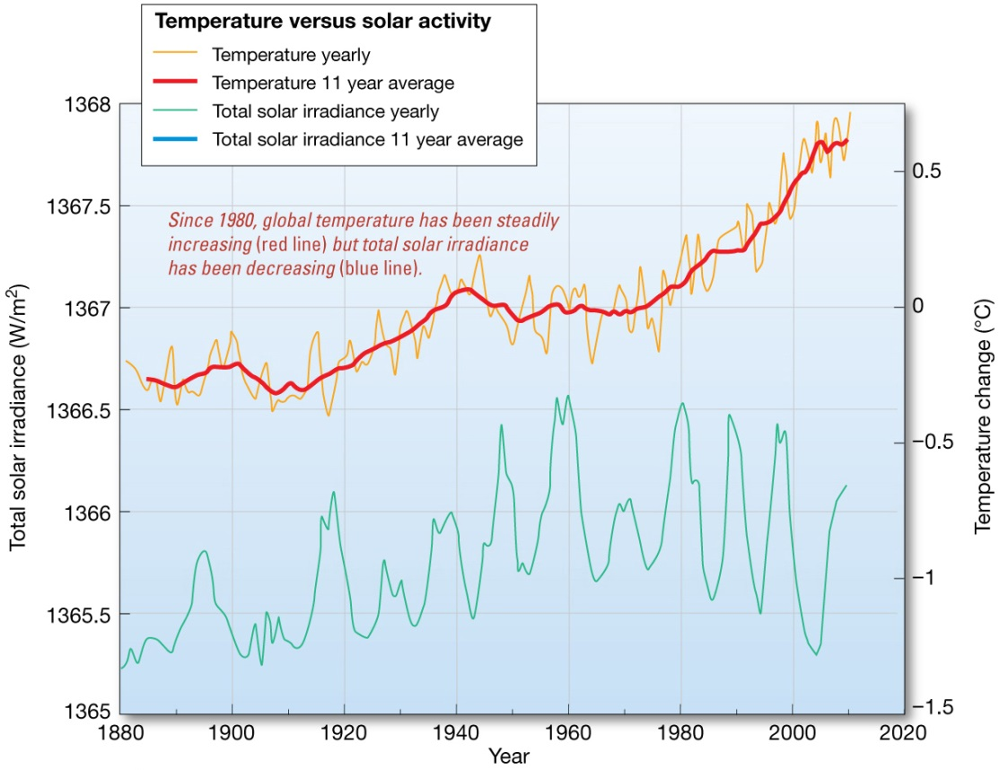 Temperature versus solar activity
Temperature yearly
Temperature 11 year average
Total solar irradiance yearly
Total solar irradiance 11 year average
Since 1980, global temperature has been steadily
increasing (red line) but total solar irradiance
has been decreasing (blue line).
Total solar irradiance (W/m²)
1368
1367.5
1367
1366.5
1366
1365.5
1365
0.5
0
−0.5
−1
−1.5
Temperature change (°C)
1880
1900
1920
1940
1960
1980
2000
2020
Year